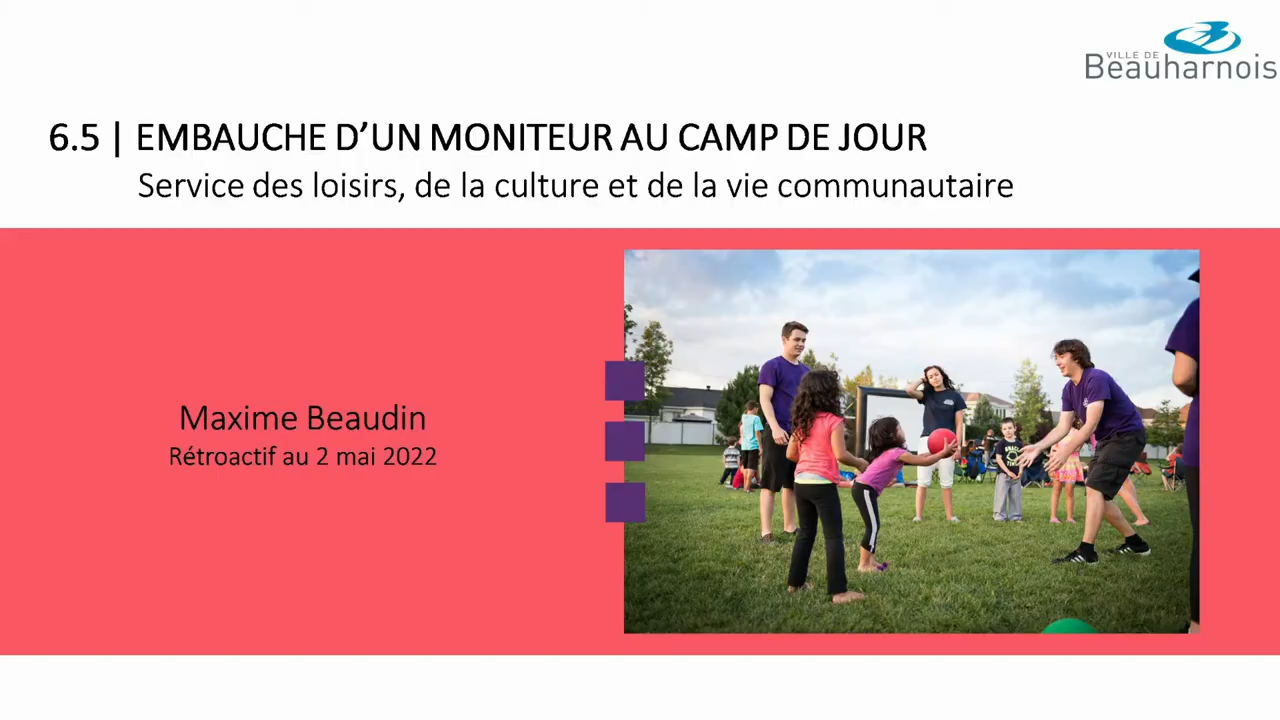 VILLE DE
Beauharnois
6.5 | EMBAUCHE D’UN MONITEUR AU CAMP DE JOUR
Service des loisirs, de la culture et de la vie communautaire
Maxime Beaudin
Rétroactif au 2 mai 2022